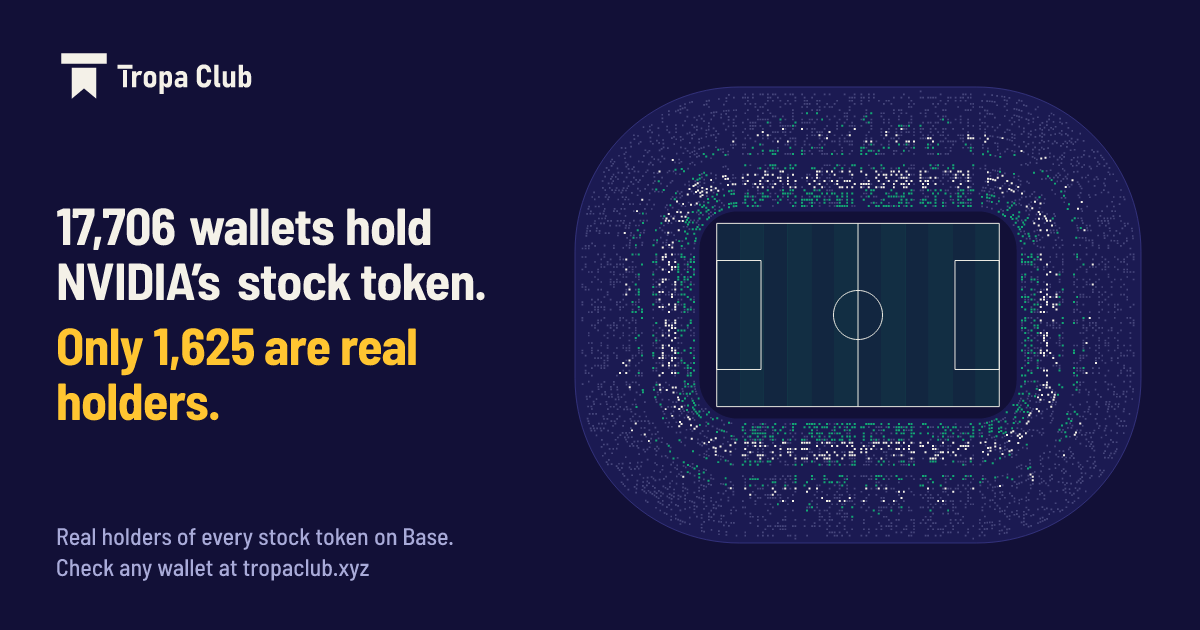 Tropa Club
17,706 wallets hold
NVIDIA’s stock token.
Only 1,625 are real
holders.
Real holders of every stock token on Base.
Check any wallet at tropaclub.xyz